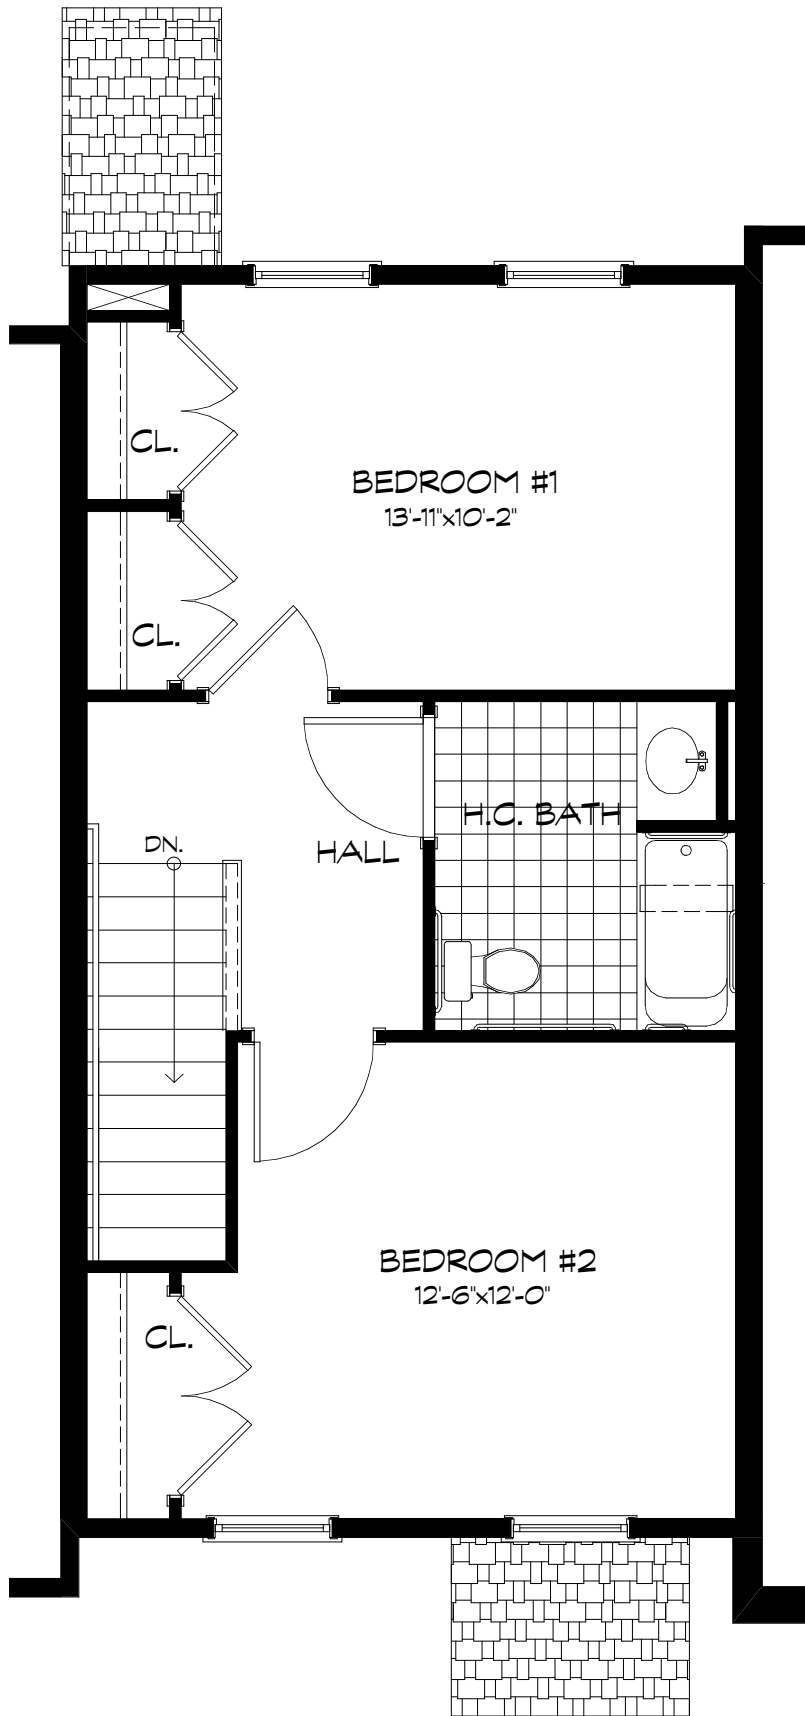 CL.
BEDROOM #1
13'-11"x10'-2"
CL.
H.C. BATH
DN.
HALL
BEDROOM #2
12'-6"x12'-0"
CL.